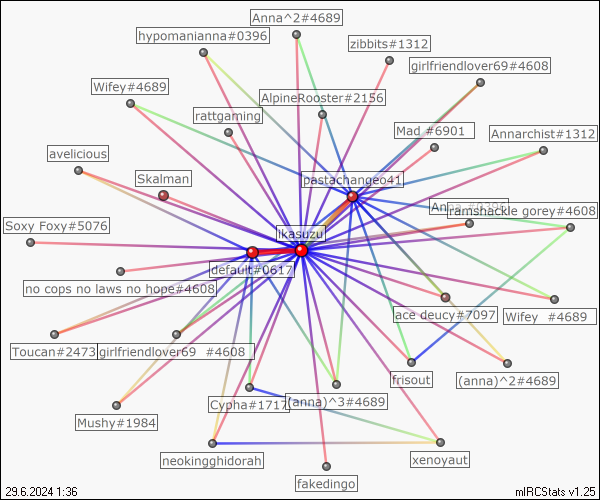 Anna^2#4689
hypomanianna#0396
zibbits#1312
girlfriendlover69#4608
Wifey#4689
AlpineRooster#2156
rattgaming
Mad #6901
Annarchist#1312
avelicious
Skalman
pastachangeo41
Anna #0396
ramshackle gorey#4608
Soxy Foxy#5076
ikasuzu
default#0617
no cops no laws no hope#4608
ace deucy#7097
Wifey #4689
Toucan#2473
girlfriendlover69 #4608
frisout
(anna)^2#4689
Cypha#1717
(anna)^3#4689
Mushy#1984
neokingghidorah
xenoyaut
fakedingo
29.6.2024 1:36
mIRCStats v1.25